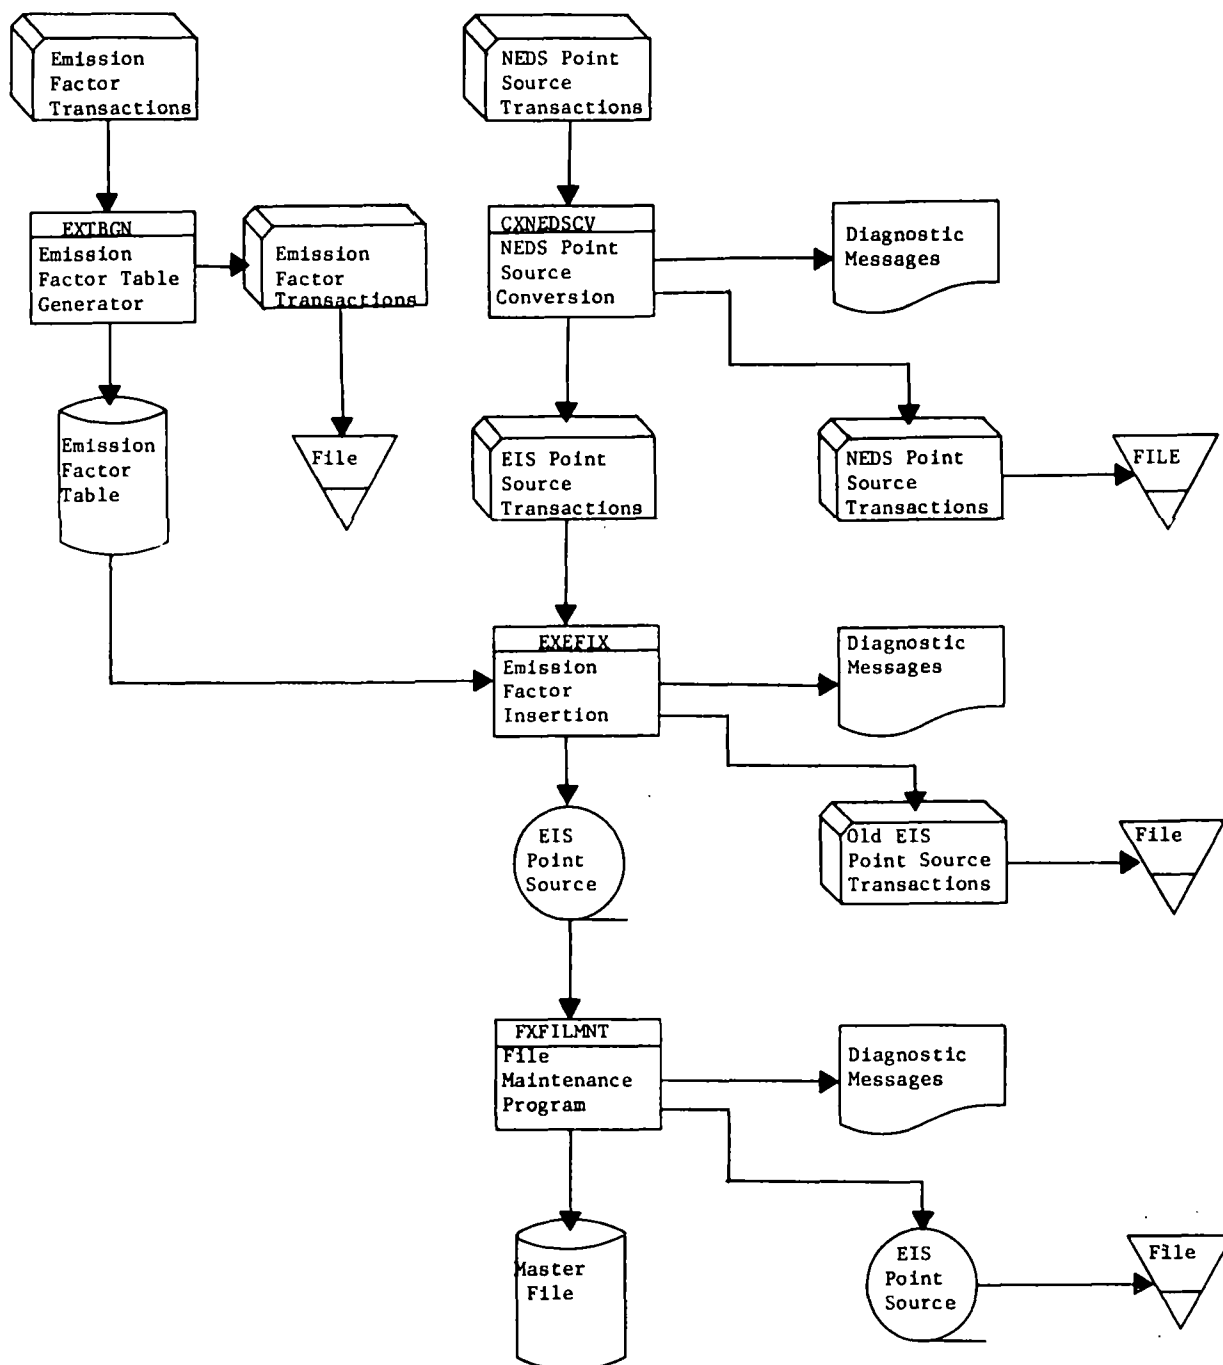 Emission
Factor
Transactions
NEDS Point
Source
Transactions
EXTBGN
Emission
Factor Table
Generator
Emission
Factor
Transactions
CXNEDSCV
NEDS Point
Source
Conversion
Diagnostic
Messages
Emission
Factor
Table
File
EIS Point
Source
Transactions
NEDS Point
Source
Transactions
FILE
EXEFIX
Emission
Factor
Insertion
Diagnostic
Messages
EIS
Point
Source
Old EIS
Point Source
Transactions
File
FXFILMNT
File
Maintenance
Program
Diagnostic
Messages
Master
File
EIS
Point
Source
File